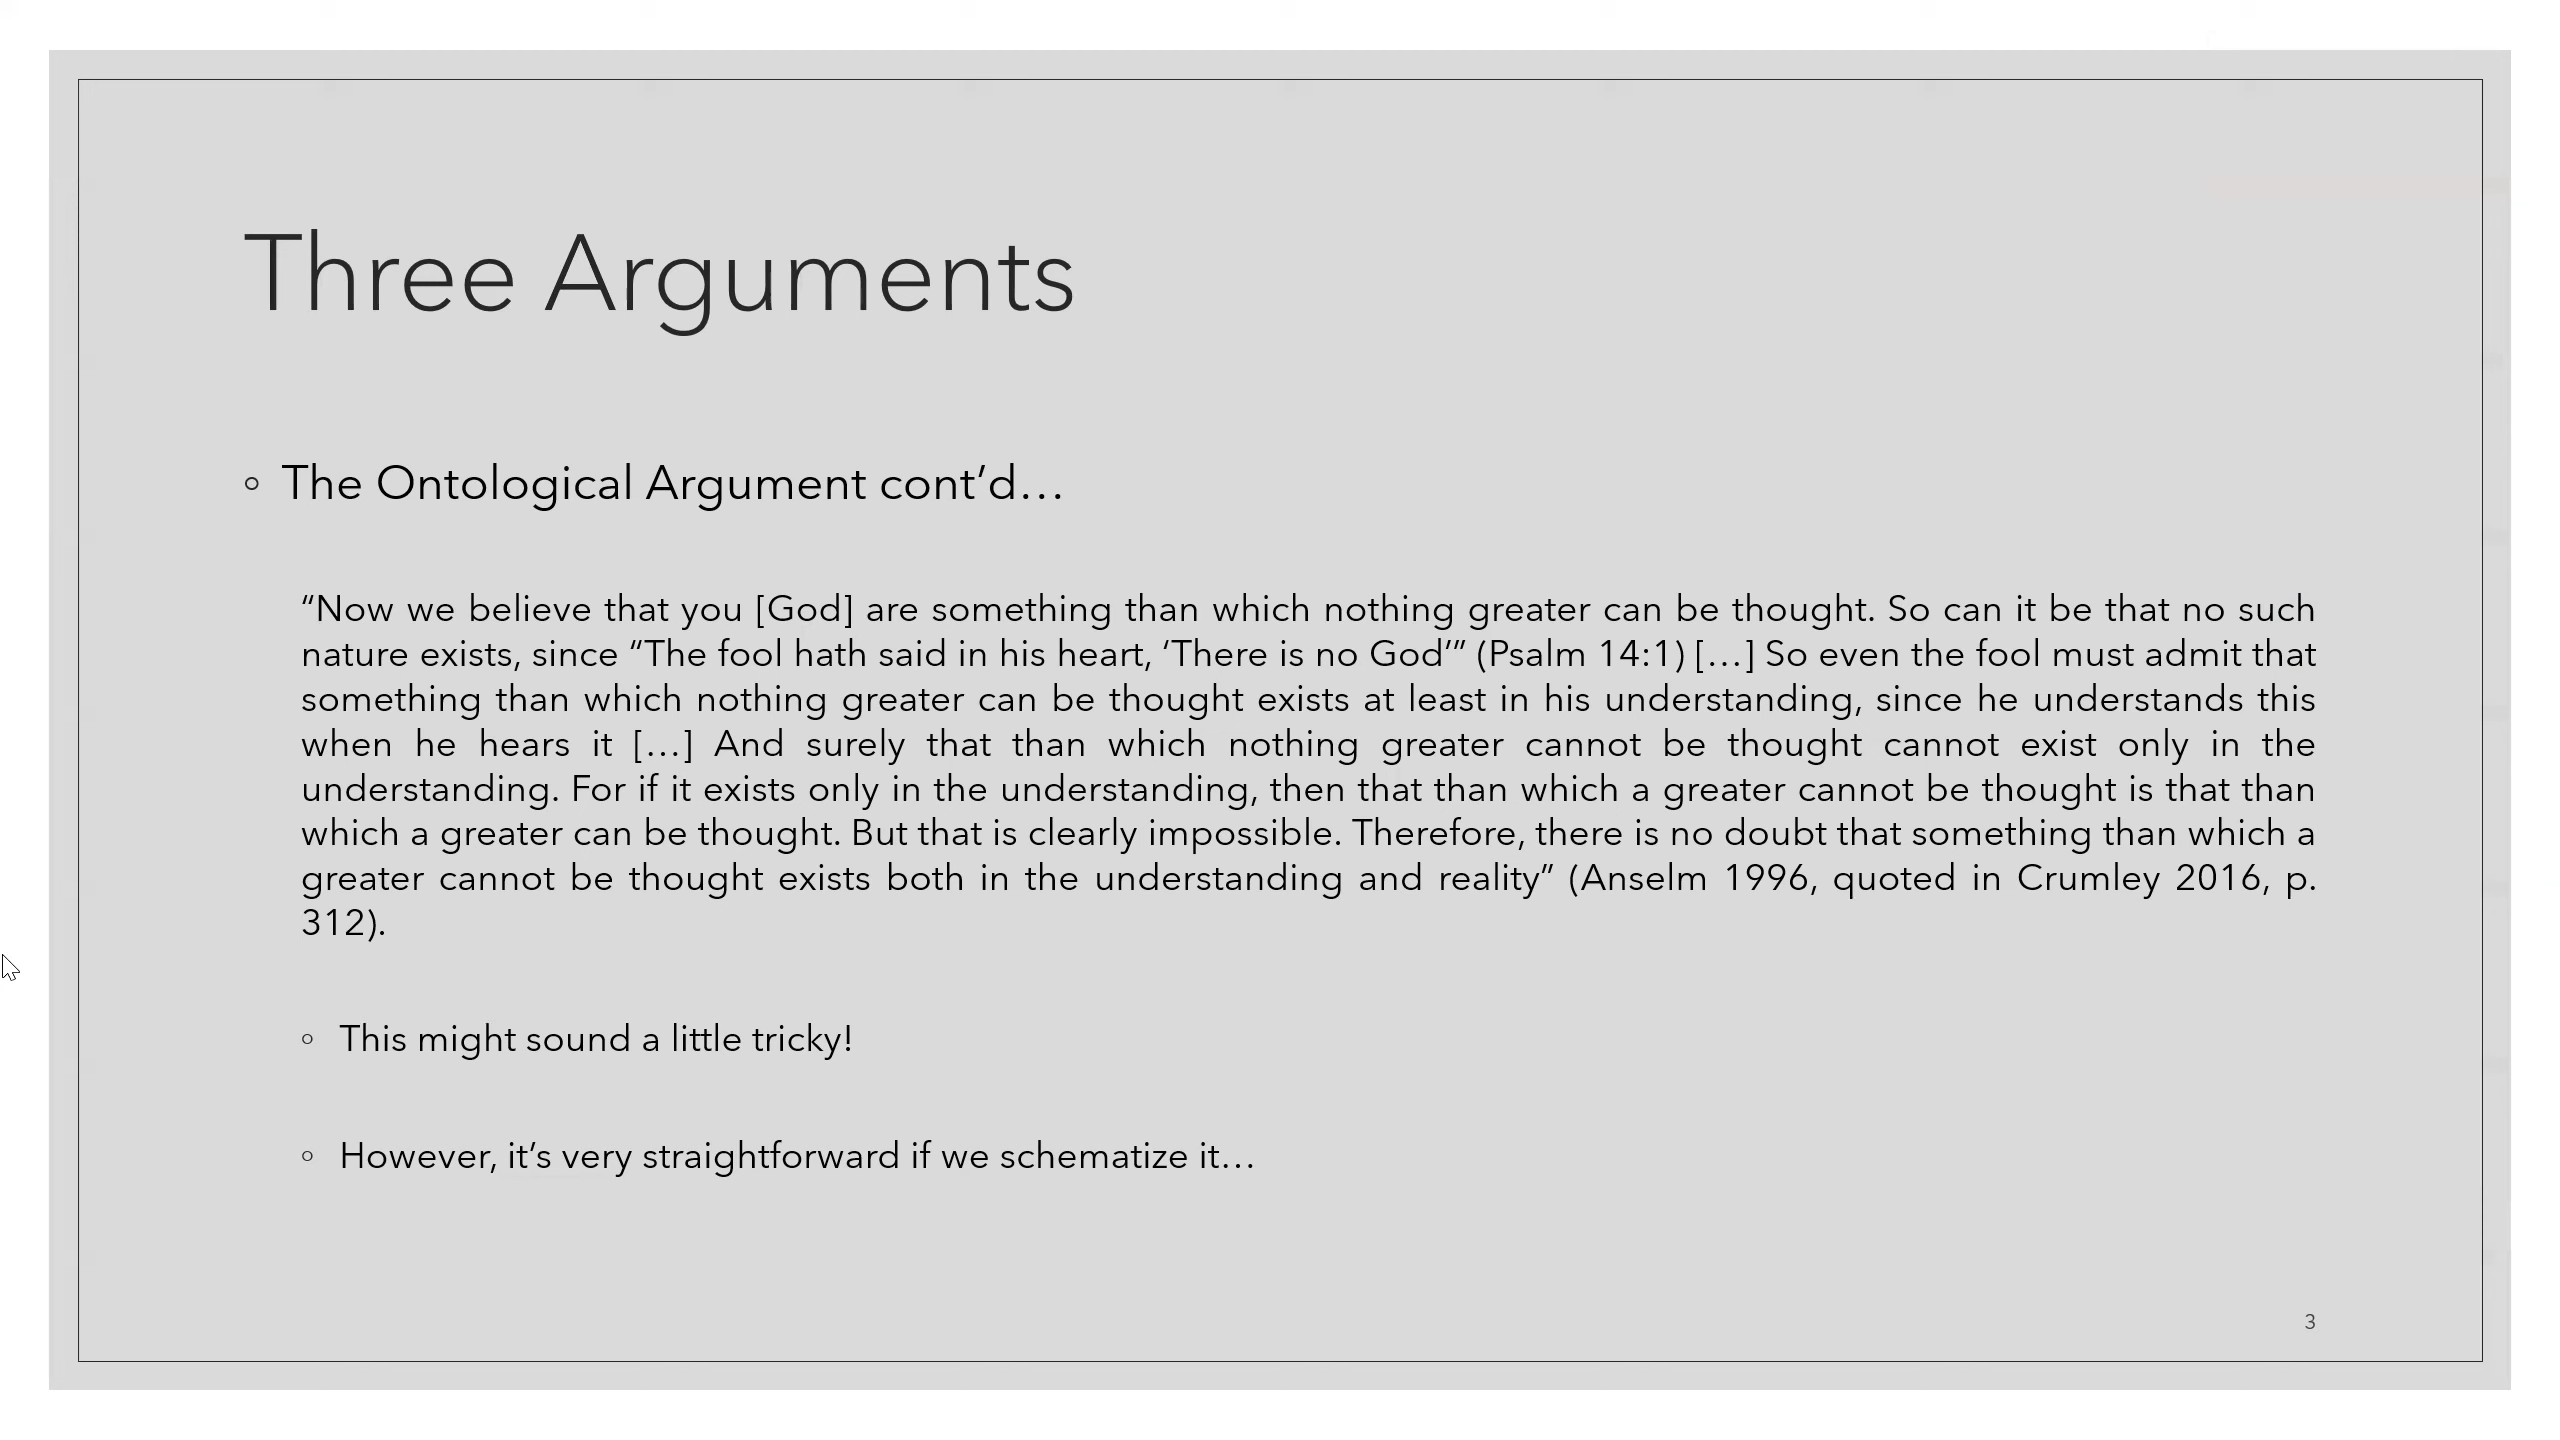 Three Arguments
◦ The Ontological Argument cont’d…
“Now we believe that you [God] are something than which nothing greater can be thought. So can it be that no such
nature exists, since “The fool hath said in his heart, ‘There is no God’” (Psalm 14:1) […] So even the fool must admit that
something than which nothing greater can be thought exists at least in his understanding, since he understands this
when he hears it […] And surely that than which nothing greater cannot be thought cannot exist only in the
understanding. For if it exists only in the understanding, then that than which a greater cannot be thought is that than
which a greater can be thought. But that is clearly impossible. Therefore, there is no doubt that something than which a
greater cannot be thought exists both in the understanding and reality” (Anselm 1996, quoted in Crumley 2016, p.
312).
◦ This might sound a little tricky!
◦ However, it’s very straightforward if we schematize it…
3